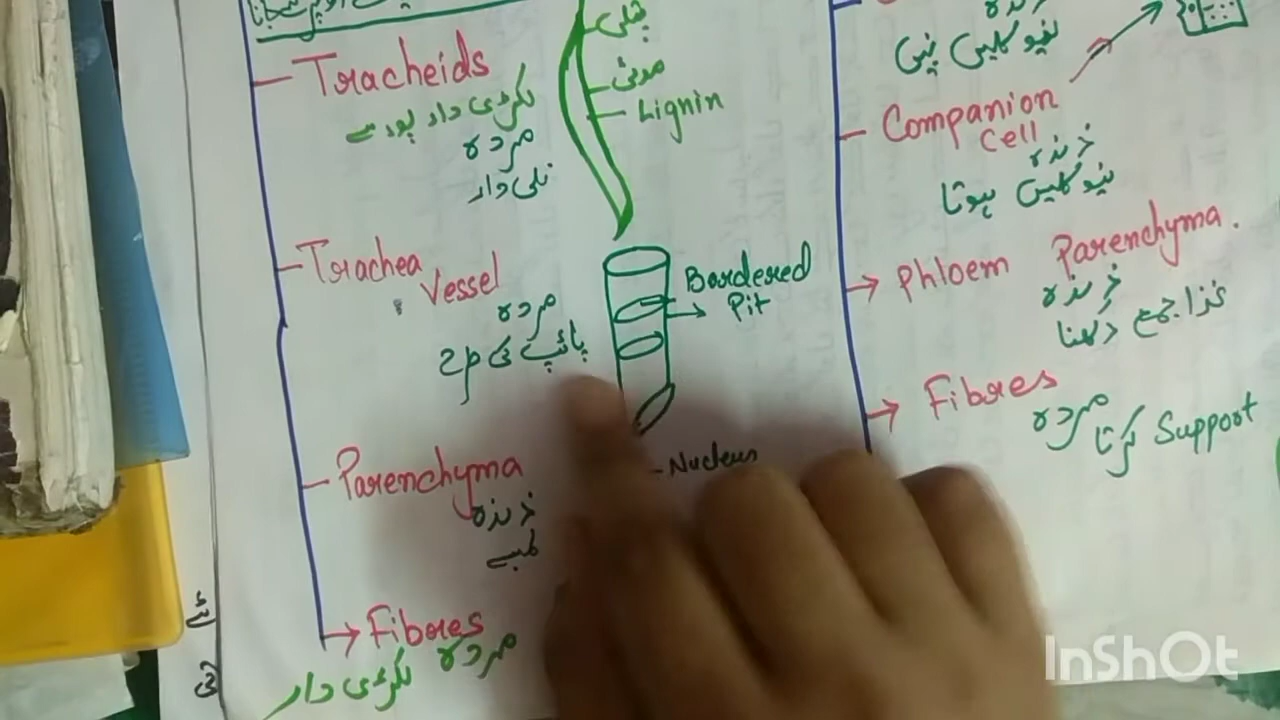 Tracheids
لکڑی دار پودے
مردہ
نلی دار
پتلی
موٹی
Lignin
Trachea
Vessel
مردہ
پائپ کی طرح
Bordered
Pit
Parenchyma
زندہ
لمبے
Nucleus
Fibres
مردہ لکڑی دار
زندہ
نیوکلیس نہیں
Companion
Cell
زندہ
نیوکلیس ہوتا
Phloem Parenchyma.
زندہ
غذا جمع رکھنا
Fibres
مردہ
Support کرتا
InShOt